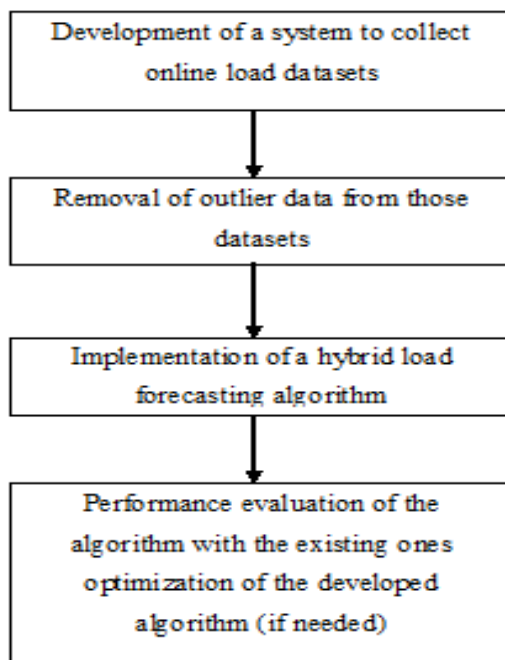 Development of a system to collect
online load datasets
Removal of outlier data from those
datasets
Implementation of a hybrid load
forecasting algorithm
Performance evaluation of the
algorithm with the existing ones
optimization of the developed
algorithm (if needed)